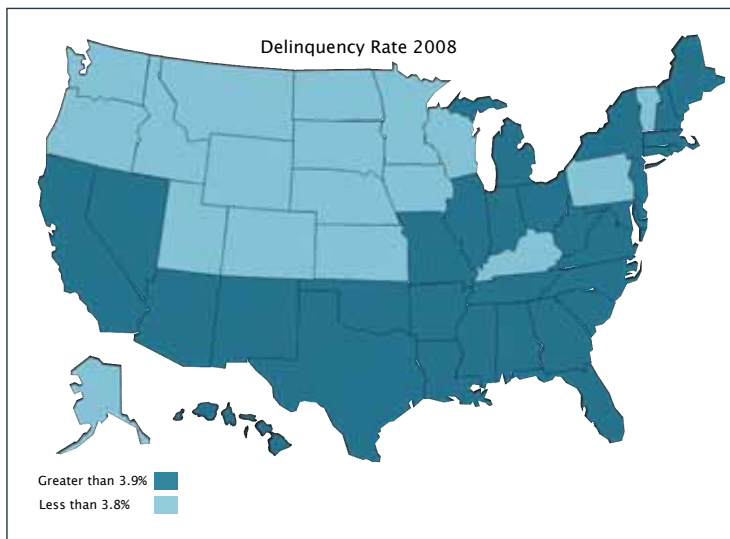 Delinquency Rate 2008
Greater than 3.9%
Less than 3.8%